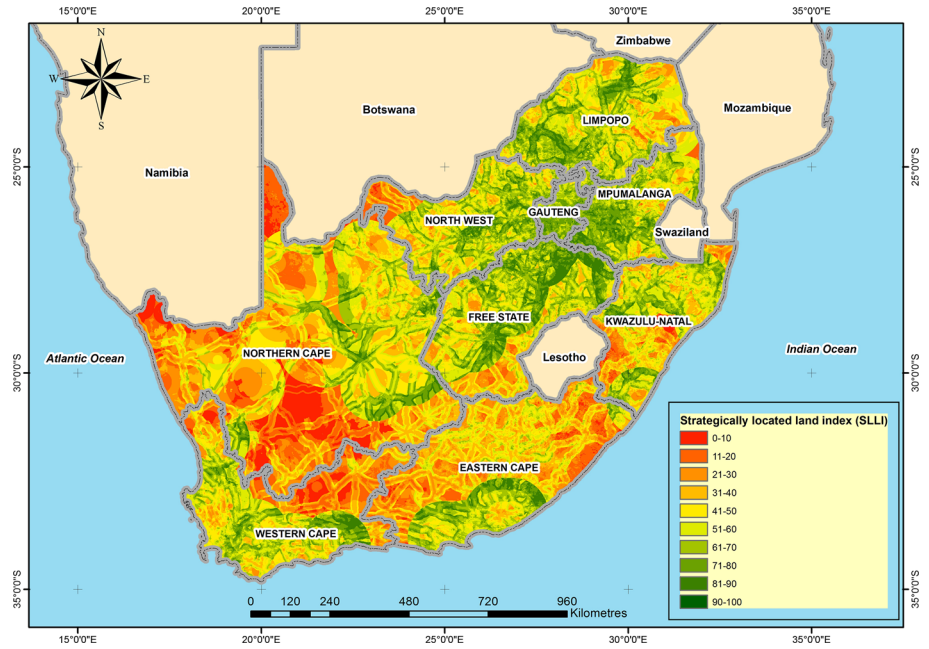 15°0'0"E 20°0'0"E 25°0'0"E 30°0'0"E 35°0'0"E
N
W E
S
Zimbabwe
Botswana
Mozambique
LIMPOPO
25°0'0"S 25°0'0"S
Namibia
MPUMALANGA
NORTH WEST
GAUTENG
Swaziland
FREE STATE
KWAZULU-NATAL
Atlantic Ocean
NORTHERN CAPE
Lesotho
Indian Ocean
30°0'0"S 30°0'0"S
EASTERN CAPE
WESTERN CAPE
35°0'0"S 35°0'0"S
Strategically located land index (SLLI)
0-10
11-20
21-30
31-40
41-50
51-60
61-70
71-80
81-90
90-100
0 120 240 480 720 960
Kilometres
15°0'0"E 20°0'0"E 25°0'0"E 30°0'0"E 35°0'0"E